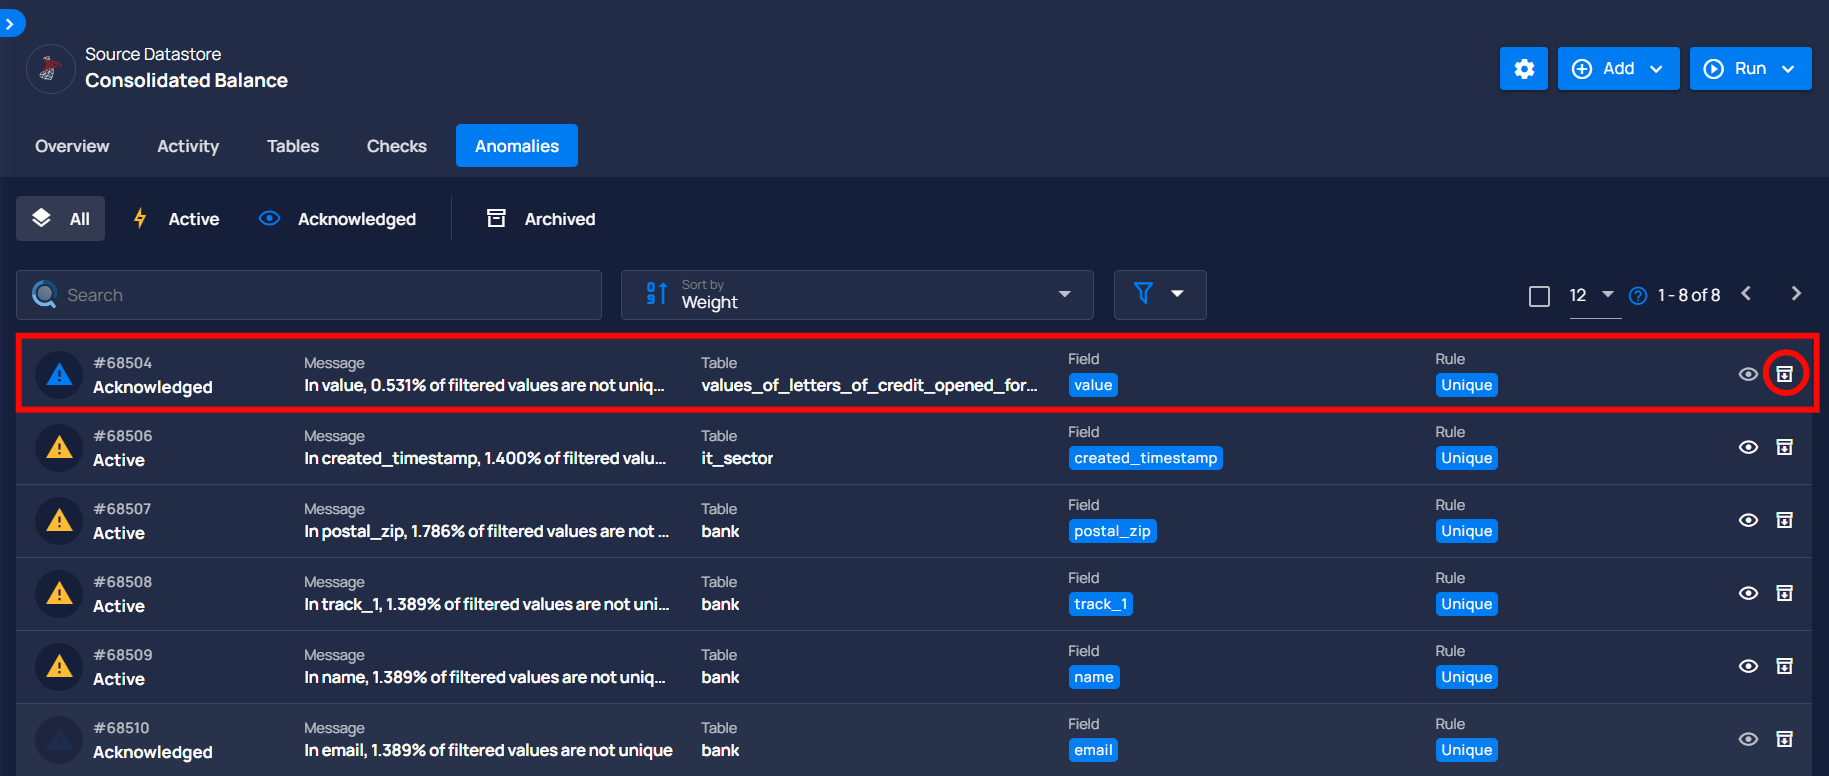 Source Datastore
Consolidated Balance
Add
Run
Overview
Activity
Tables
Checks
Anomalies
All
Active
Acknowledged
Archived
Search
Sort by
Weight
12
1 - 8 of 8
#68504
Acknowledged
Message
In value, 0.531% of filtered values are not uniq...
Table
values_of_letters_of_credit_opened_for...
Field
value
Rule
Unique
#68506
Active
Message
In created_timestamp, 1.400% of filtered valu...
Table
it_sector
Field
created_timestamp
Rule
Unique
#68507
Active
Message
In postal_zip, 1.786% of filtered values are not ...
Table
bank
Field
postal_zip
Rule
Unique
#68508
Active
Message
In track_1, 1.389% of filtered values are not uni...
Table
bank
Field
track_1
Rule
Unique
#68509
Active
Message
In name, 1.389% of filtered values are not uniq...
Table
bank
Field
name
Rule
Unique
#68510
Acknowledged
Message
In email, 1.389% of filtered values are not unique
Table
bank
Field
email
Rule
Unique